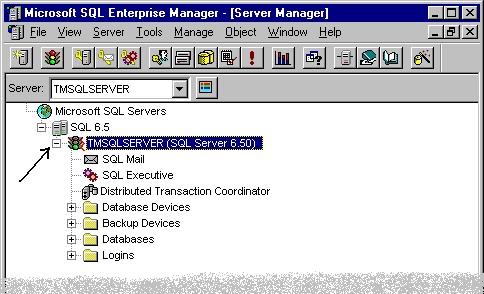 Microsoft SQL Enterprise Manager - [Server Manager]
File View Server Tools Manage Object Window Help
Server: TMSQLSERVER
Microsoft SQL Servers
SQL 6.5
TMSQLSERVER (SQL Server 6.50)
SQL Mail
SQL Executive
Distributed Transaction Coordinator
Database Devices
Backup Devices
Databases
Logins